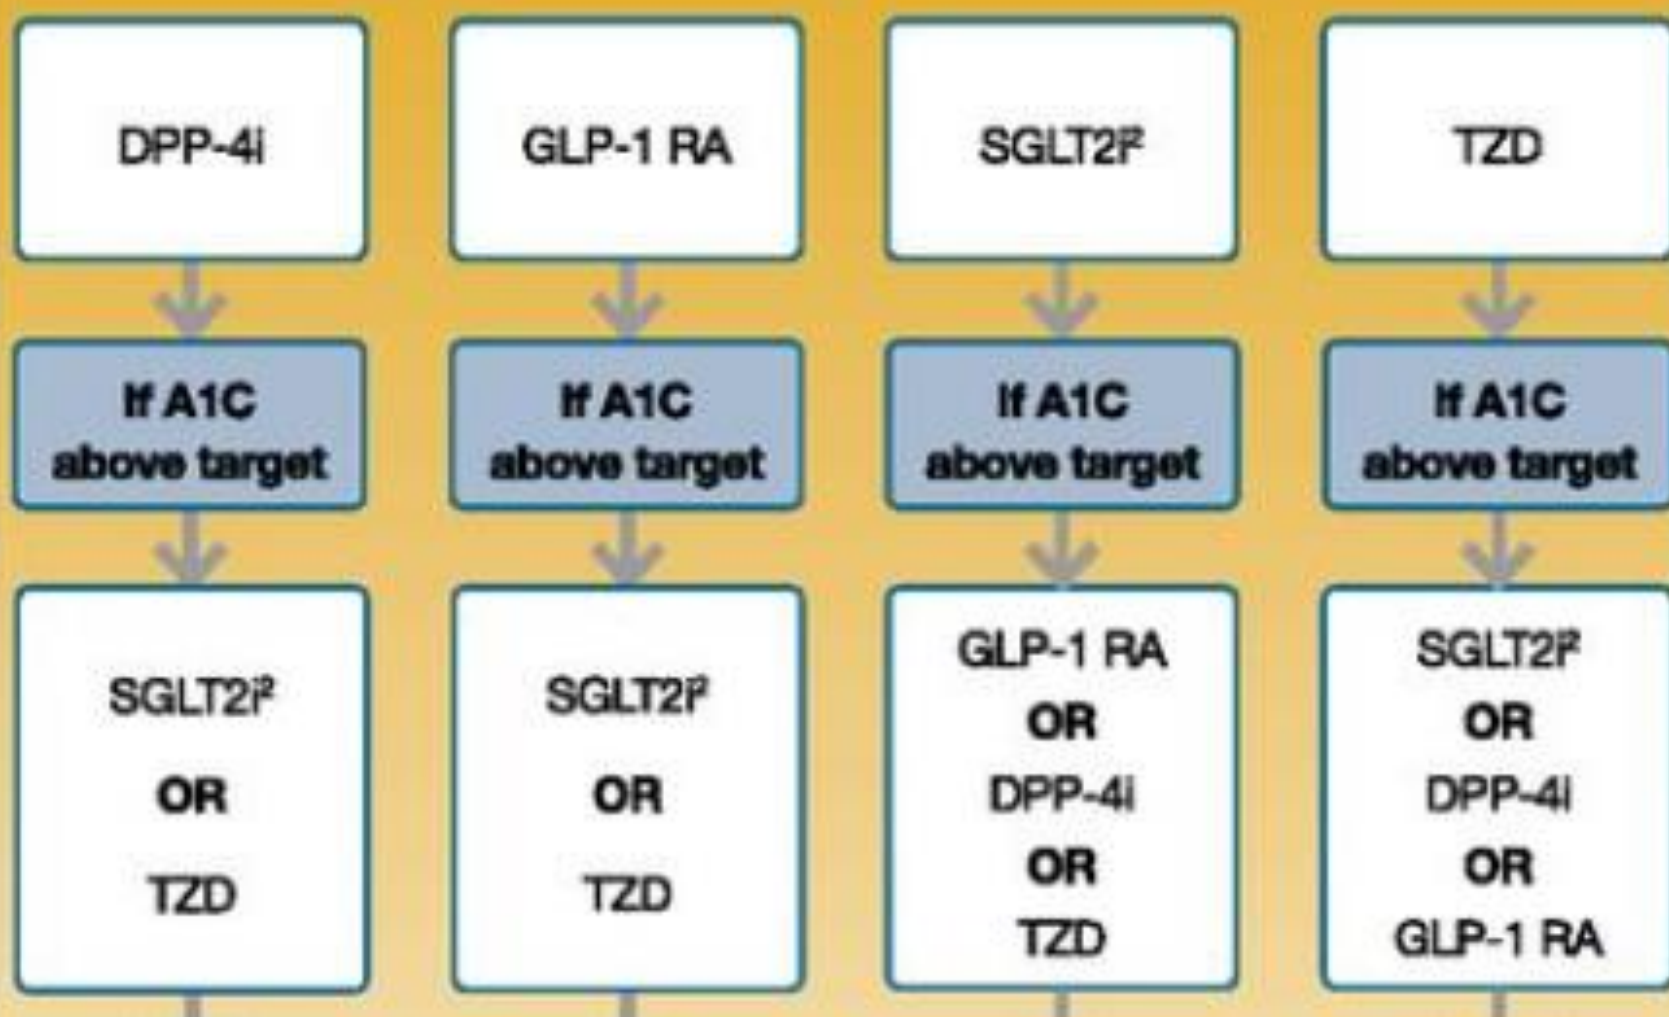 DPP-4i
GLP-1 RA
SGLT2i²
TZD
If A1C
above target
If A1C
above target
If A1C
above target
If A1C
above target
SGLT2i²
OR
TZD
SGLT2i²
OR
TZD
GLP-1 RA
OR
DPP-4i
OR
TZD
SGLT2i²
OR
DPP-4i
OR
GLP-1 RA